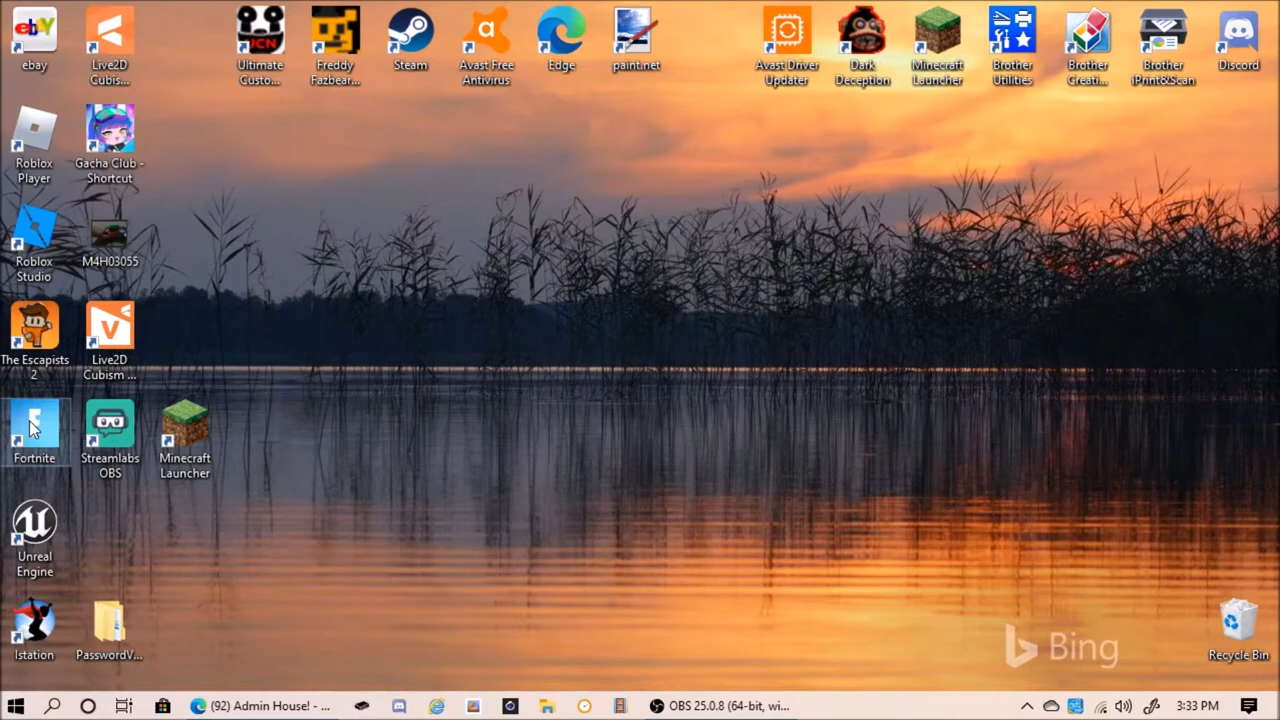 ebay
Live2D
Cubis...
Ultimate
Custo...
Freddy
Fazbear...
Steam
Avast Free
Antivirus
Edge
paint.net
Avast Driver
Updater
Dark
Deception
Minecraft
Launcher
Brother
Utilities
Brother
Creati...
Brother
iPrint&Scan
Discord
Roblox
Player
Gacha Club -
Shortcut
Roblox
Studio
M4H03055
The Escapists
2
Live2D
Cubism ...
Fortnite
Streamlabs
OBS
Minecraft
Launcher
Unreal
Engine
Istation
PasswordV...
Bing
Recycle Bin
(92) Admin House! - ...
OBS 25.0.8 (64-bit, wi...
3:33 PM